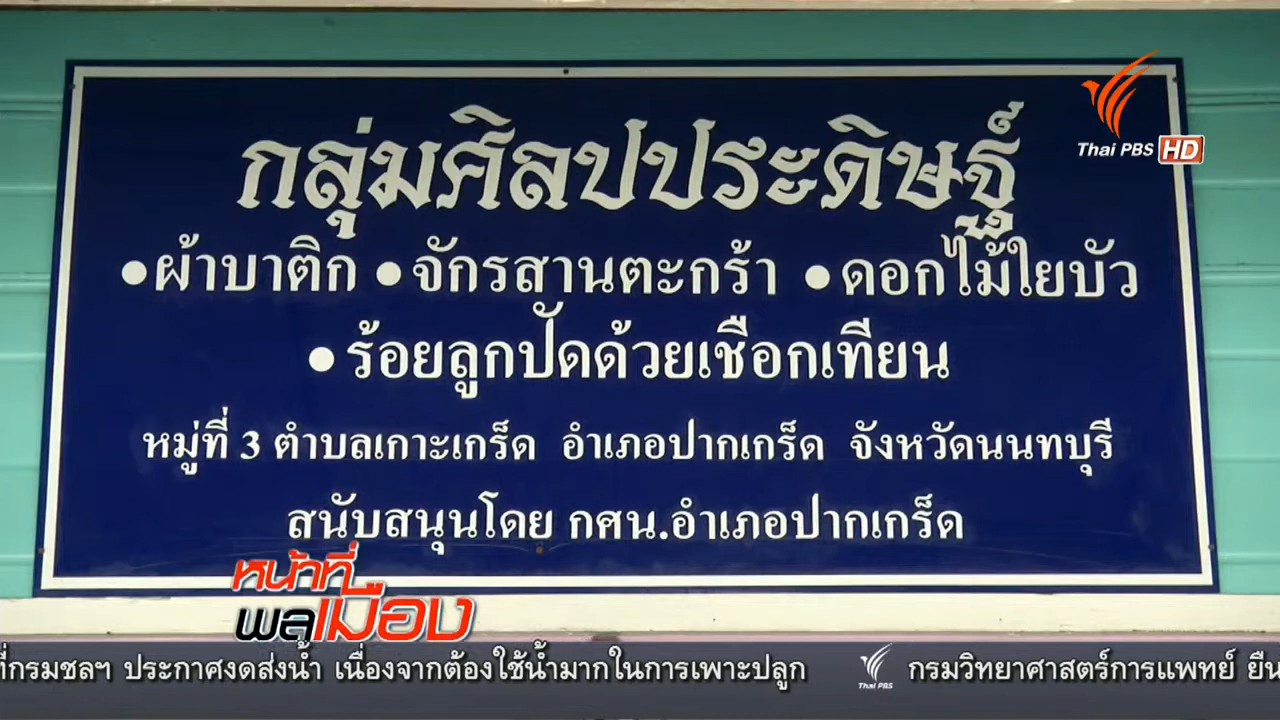 Thai PBS HD
กลุ่มศิลปประดิษฐ์
•ผ้าบาติก •จักรสานตะกร้า •ดอกไม้ใยบัว
•ร้อยลูกปัดด้วยเชือกเทียน
หมู่ที่ 3 ตำบลเกาะเกร็ด อำเภอปากเกร็ด จังหวัดนนทบุรี
สนับสนุนโดย กศน.อำเภอปากเกร็ด
หน้าที่
พลเมือง
ที่กรมชลฯ ประกาศงดส่งน้ำ เนื่องจากต้องใช้น้ำมากในการเพาะปลูก Thai PBS กรมวิทยาศาสตร์การแพทย์ ยืน